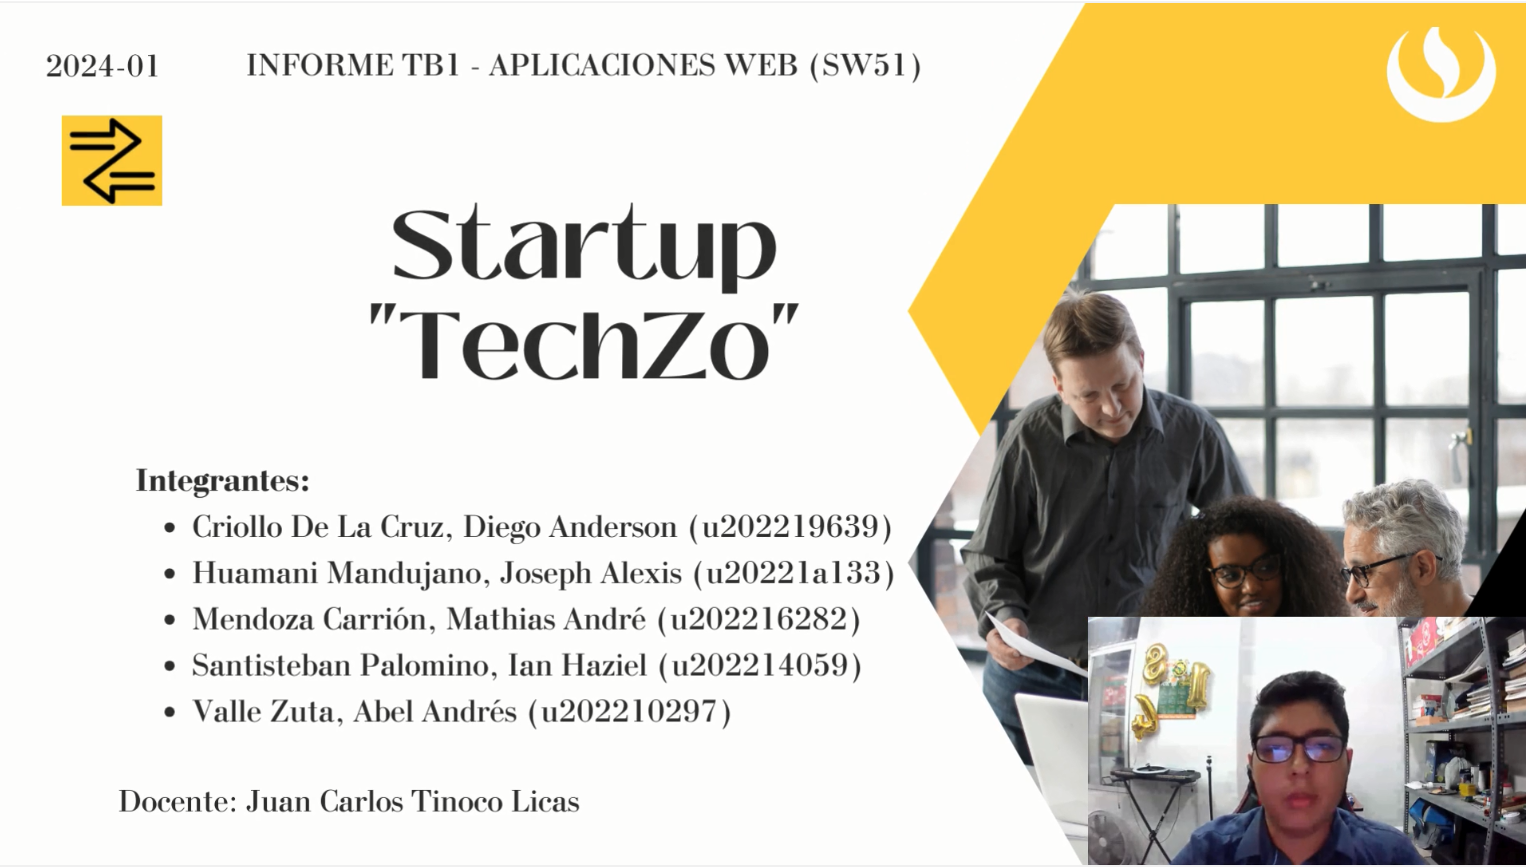 2024-01
INFORME TB1 - APLICACIONES WEB (SW51)
Startup
"TechZo"
Integrantes:
• Criollo De La Cruz, Diego Anderson (u202219639)
• Huamani Mandujano, Joseph Alexis (u20221a133)
• Mendoza Carrión, Mathias André (u202216282)
• Santisteban Palomino, Ian Haziel (u202214059)
• Valle Zuta, Abel Andrés (u202210297)
Docente: Juan Carlos Tinoco Licas